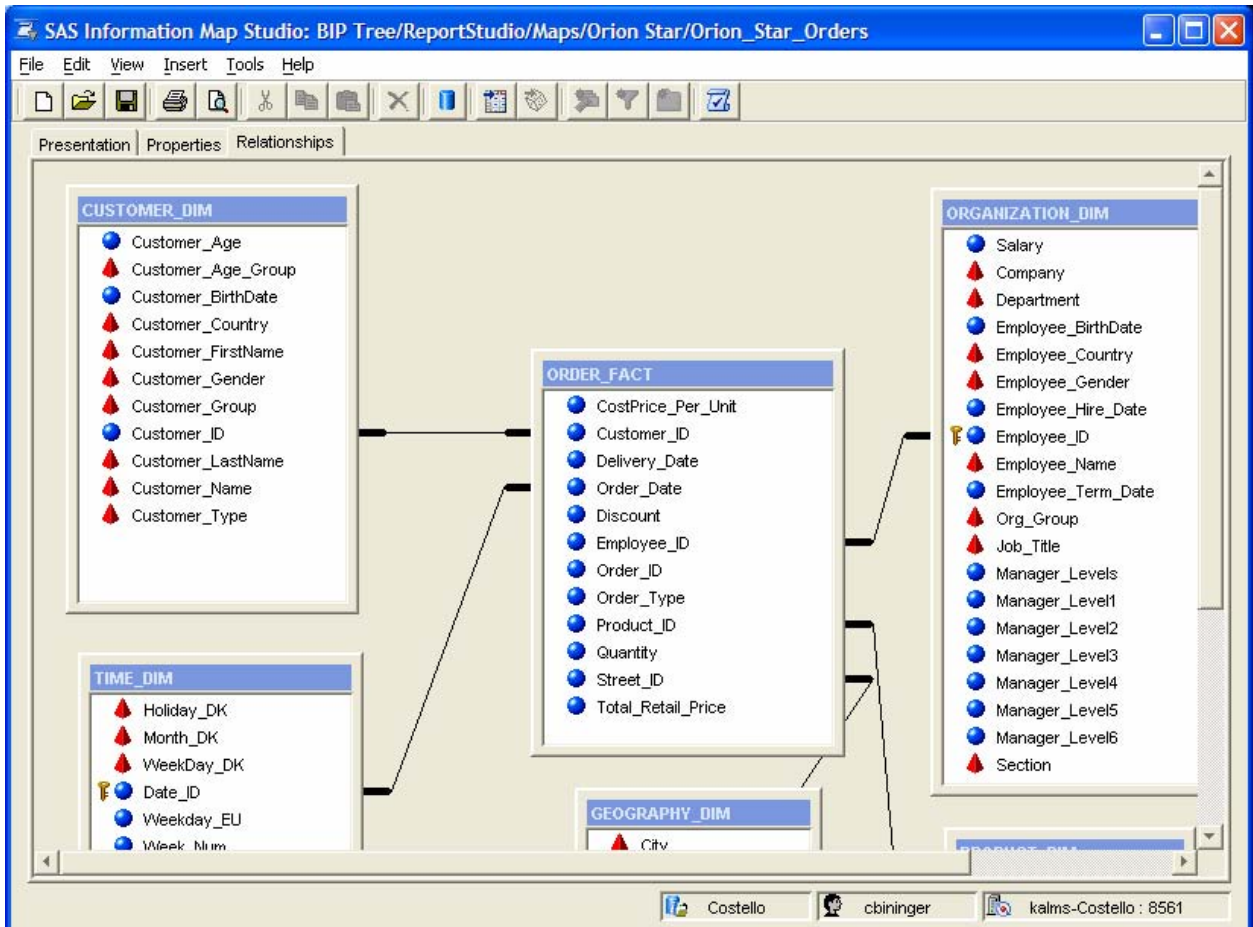 SAS Information Map Studio: BIP Tree/ReportStudio/Maps/Orion Star/Orion_Star_Orders
File Edit View Insert Tools Help
Presentation Properties Relationships
CUSTOMER_DIM
Customer_Age
Customer_Age_Group
Customer_BirthDate
Customer_Country
Customer_FirstName
Customer_Gender
Customer_Group
Customer_ID
Customer_LastName
Customer_Name
Customer_Type
TIME_DIM
Holiday_DK
Month_DK
WeekDay_DK
Date_ID
Weekday_EU
Week_Num
ORDER_FACT
CostPrice_Per_Unit
Customer_ID
Delivery_Date
Order_Date
Discount
Employee_ID
Order_ID
Order_Type
Product_ID
Quantity
Street_ID
Total_Retail_Price
GEOGRAPHY_DIM
City
ORGANIZATION_DIM
Salary
Company
Department
Employee_BirthDate
Employee_Country
Employee_Gender
Employee_Hire_Date
Employee_ID
Employee_Name
Employee_Term_Date
Org_Group
Job_Title
Manager_Levels
Manager_Level1
Manager_Level2
Manager_Level3
Manager_Level4
Manager_Level5
Manager_Level6
Section
PRODUCT_DIM
Costello
cbininger
kalms-Costello : 8561